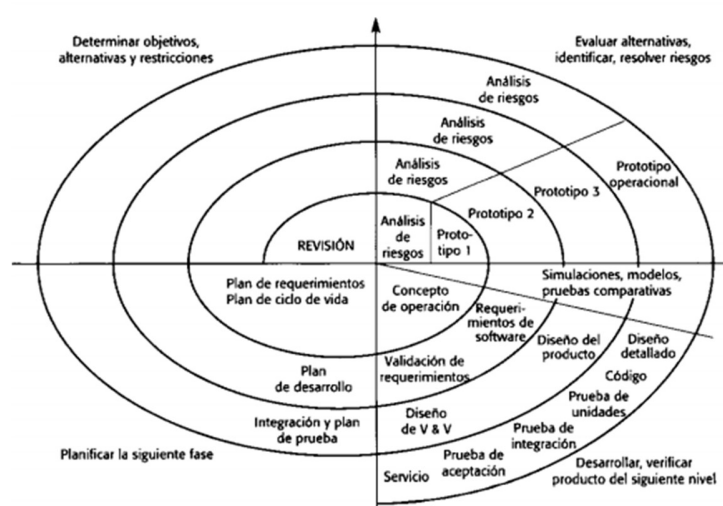 Determinar objetivos,
alternativas y restricciones
Evaluar alternativas,
identificar, resolver riesgos
Análisis
de riesgos
Análisis
de riesgos
Análisis
de riesgos
Análisis
de
riesgos
Proto-
tipo 1
Prototipo 2
Prototipo 3
Prototipo
operacional
REVISIÓN
Plan de requerimientos
Plan de ciclo de vida
Concepto
de operación
Simulaciones, modelos,
pruebas comparativas
Requeri-
mientos de
software
Diseño del
producto
Diseño
detallado
Código
Validación de
requerimientos
Plan
de desarrollo
Prueba de
unidades
Integración y plan
de prueba
Diseño
de V & V
Prueba de
integración
Prueba de
aceptación
Servicio
Planificar la siguiente fase
Desarrollar, verificar
producto del siguiente nivel